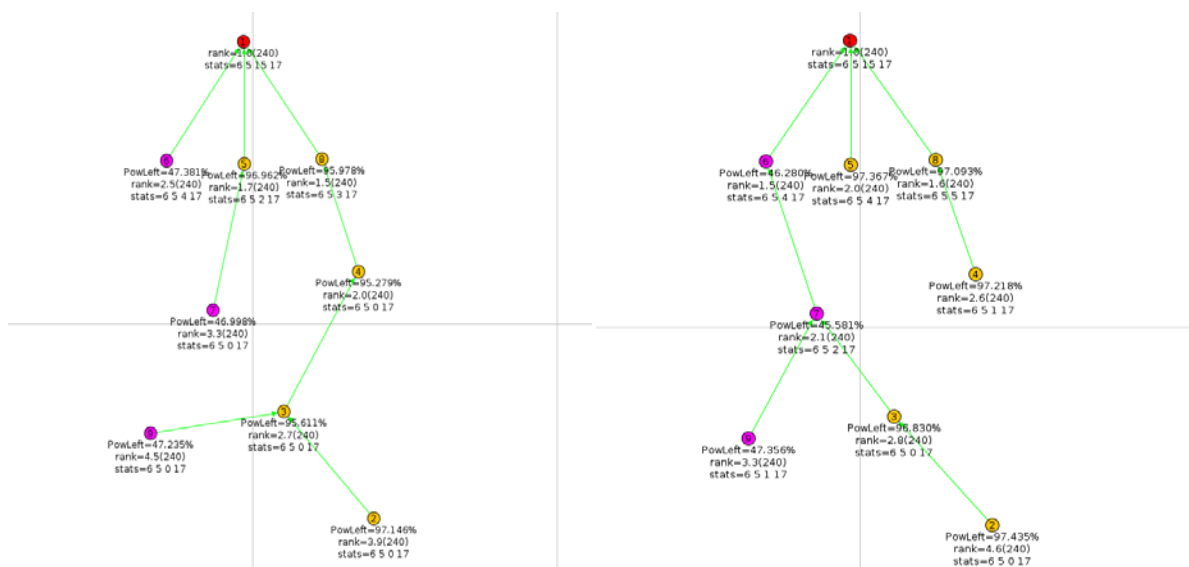 1
rank=1.0(240)
stats=6 5 15 17
6
PowLeft=47.381%
rank=2.5(240)
stats=6 5 4 17
5
PowLeft=96.962%
rank=1.7(240)
stats=6 5 2 17
8
PowLeft=95.978%
rank=1.5(240)
stats=6 5 3 17
4
PowLeft=95.279%
rank=2.0(240)
stats=6 5 0 17
7
PowLeft=46.998%
rank=3.3(240)
stats=6 5 0 17
3
PowLeft=95.611%
rank=2.7(240)
stats=6 5 0 17
9
PowLeft=47.235%
rank=4.5(240)
stats=6 5 0 17
2
PowLeft=97.146%
rank=3.9(240)
stats=6 5 0 17
1
rank=1.0(240)
stats=6 5 15 17
6
PowLeft=46.280%
rank=1.5(240)
stats=6 5 4 17
5
PowLeft=97.367%
rank=2.0(240)
stats=6 5 4 17
8
PowLeft=97.093%
rank=1.6(240)
stats=6 5 5 17
4
PowLeft=97.218%
rank=2.6(240)
stats=6 5 1 17
7
PowLeft=45.581%
rank=2.1(240)
stats=6 5 2 17
3
PowLeft=96.830%
rank=2.8(240)
stats=6 5 0 17
9
PowLeft=47.356%
rank=3.3(240)
stats=6 5 1 17
2
PowLeft=97.435%
rank=4.6(240)
stats=6 5 0 17